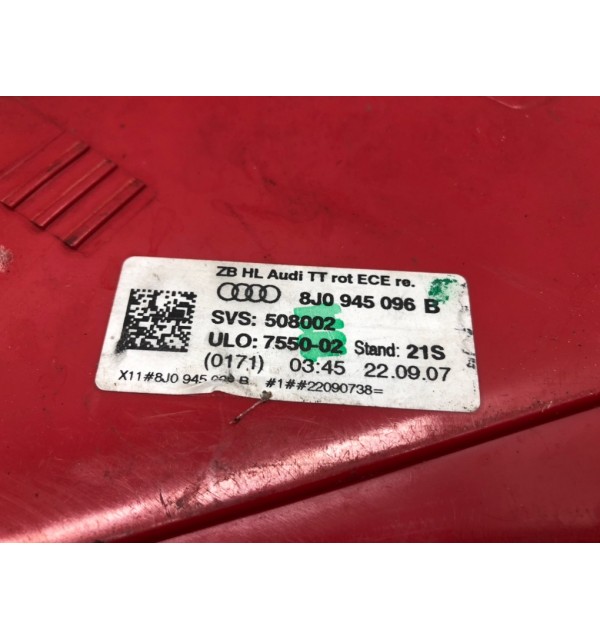 ZB HL Audi TT rot ECE re.
8J0 945 096 B
SVS: 508002
ULO: 7550-02 Stand: 21S
(0171) 03:45 22.09.07
X11#8J0 945 096 B #1##22090738=